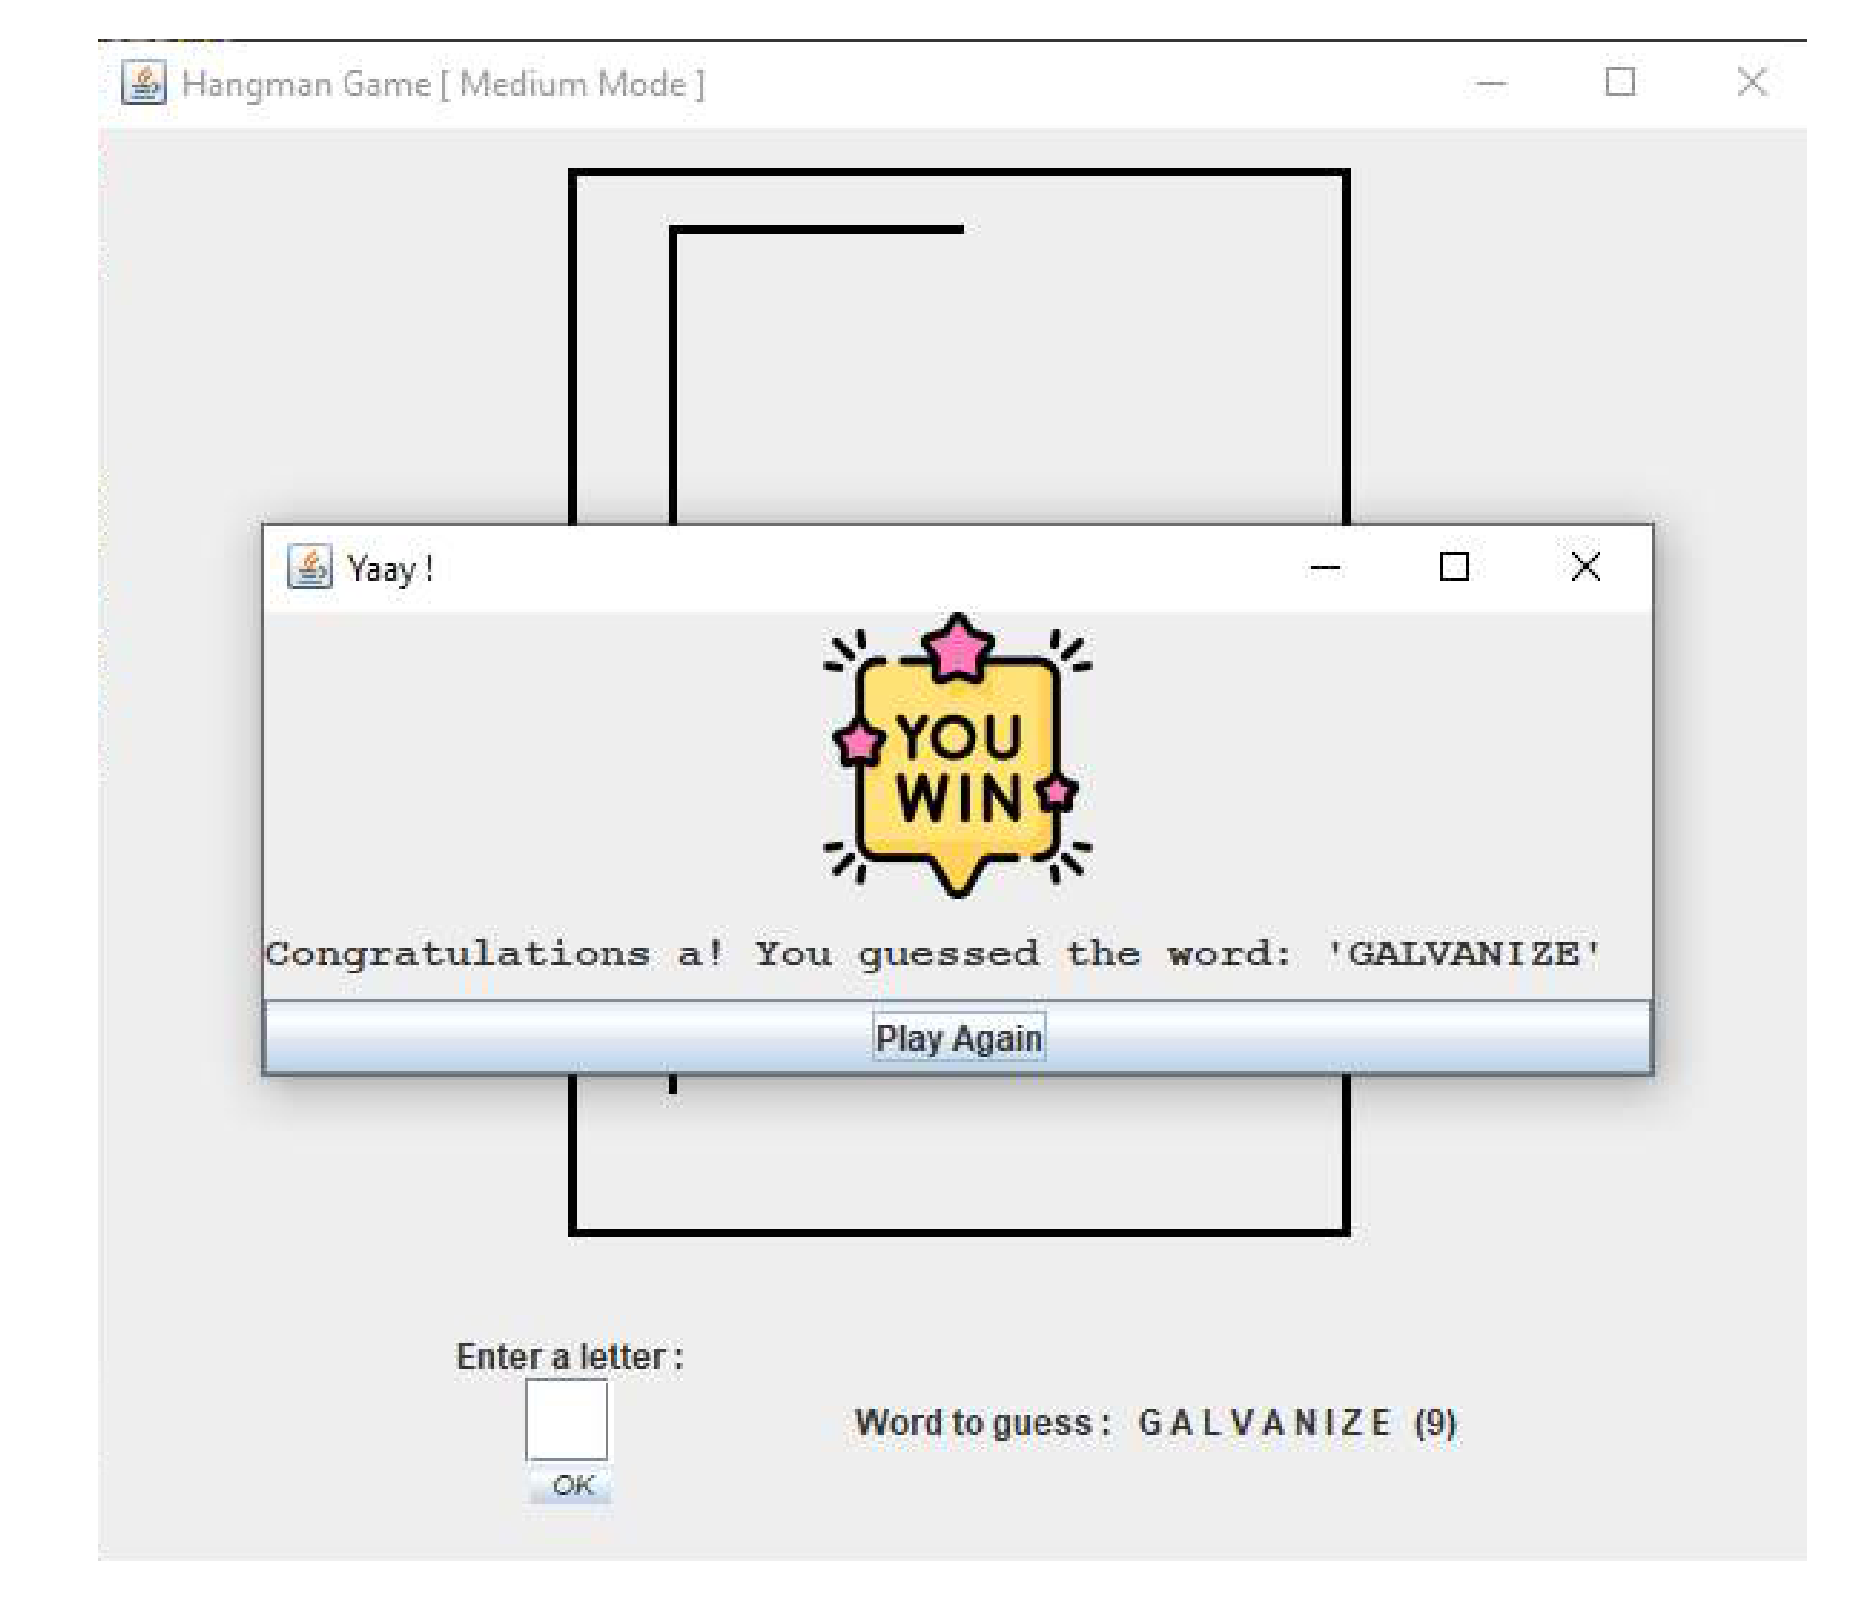 Hangman Game [ Medium Mode ]
Yaay !
YOU
WIN
Congratulations a! You guessed the word: 'GALVANIZE'
Play Again
Enter a letter :
Word to guess : G A L V A N I Z E (9)
OK